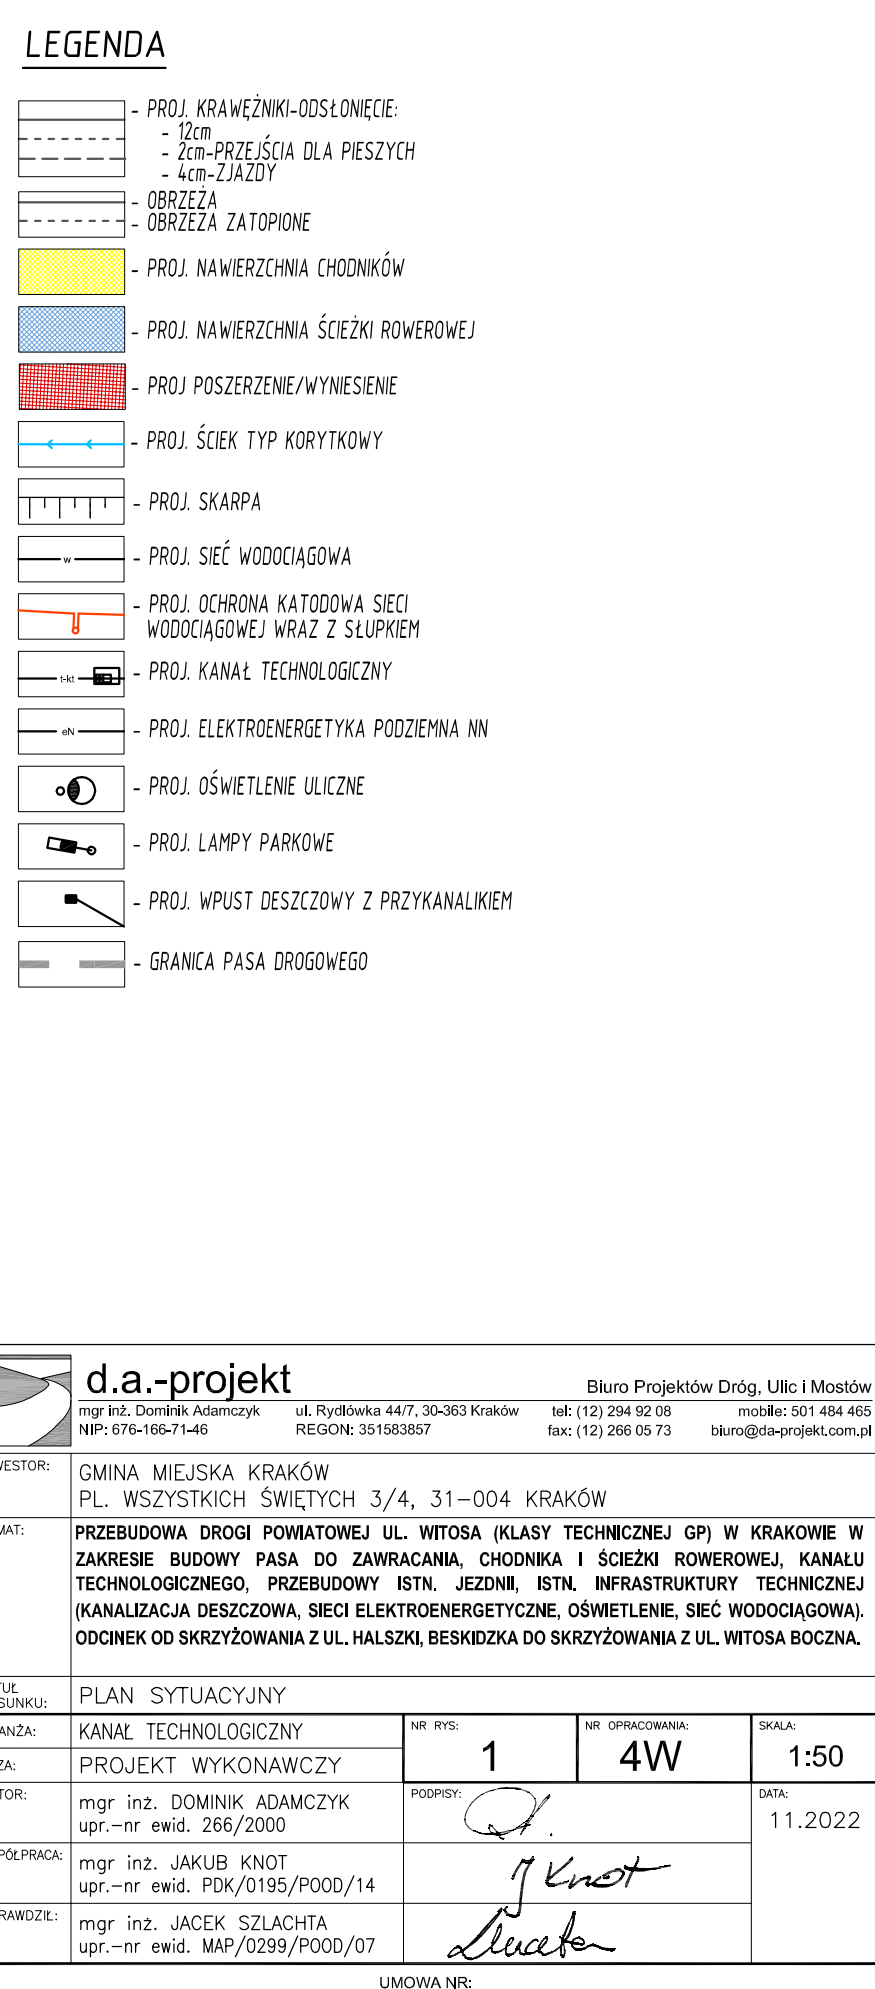 LEGENDA
- PROJ. KRAWĘŻNIKI-ODSŁONIĘCIE:
- 12cm
- 2cm-PRZEJŚCIA DLA PIESZYCH
- 4cm-ZJAZDY
- OBRZEŻA
- OBRZEŻA ZATOPIONE
- PROJ. NAWIERZCHNIA CHODNIKÓW
- PROJ. NAWIERZCHNIA ŚCIEŻKI ROWEROWEJ
- PROJ POSZERZENIE/WYNIESIENIE
- PROJ. ŚCIEK TYP KORYTKOWY
- PROJ. SKARPA
w - PROJ. SIEĆ WODOCIĄGOWA
- PROJ. OCHRONA KATODOWA SIECI
WODOCIĄGOWEJ WRAZ Z SŁUPKIEM
t-kt - PROJ. KANAŁ TECHNOLOGICZNY
eN - PROJ. ELEKTROENERGETYKA PODZIEMNA NN
- PROJ. OŚWIETLENIE ULICZNE
- PROJ. LAMPY PARKOWE
- PROJ. WPUST DESZCZOWY Z PRZYKANALIKIEM
- GRANICA PASA DROGOWEGO
d.a.-projekt
Biuro Projektów Dróg, Ulic i Mostów
mgr inż. Dominik Adamczyk ul. Rydlówka 44/7, 30-363 Kraków tel: (12) 294 92 08 mobile: 501 484 465
NIP: 676-166-71-46 REGON: 351583857 fax: (12) 266 05 73 biuro@da-projekt.com.pl
WESTOR: GMINA MIEJSKA KRAKÓW
PL. WSZYSTKICH ŚWIĘTYCH 3/4, 31-004 KRAKÓW
MAT: PRZEBUDOWA DROGI POWIATOWEJ UL. WITOSA (KLASY TECHNICZNEJ GP) W KRAKOWIE W
ZAKRESIE BUDOWY PASA DO ZAWRACANIA, CHODNIKA I ŚCIEŻKI ROWEROWEJ, KANAŁU
TECHNOLOGICZNEGO, PRZEBUDOWY ISTN. JEZDNII, ISTN. INFRASTRUKTURY TECHNICZNEJ
(KANALIZACJA DESZCZOWA, SIECI ELEKTROENERGETYCZNE, OŚWIETLENIE, SIEĆ WODOCIĄGOWA).
ODCINEK OD SKRZYŻOWANIA Z UL. HALSZKI, BESKIDZKA DO SKRZYŻOWANIA Z UL. WITOSA BOCZNA.
TUŁ
SUNKU: PLAN SYTUACYJNY
ANŻA: KANAŁ TECHNOLOGICZNY
NR RYS: NR OPRACOWANIA: SKALA:
1 4W 1:50
ZA: PROJEKT WYKONAWCZY
TOR: mgr inż. DOMINIK ADAMCZYK
upr.-nr ewid. 266/2000
PODPISY: DATA:
11.2022
PÓŁPRACA: mgr inż. JAKUB KNOT
upr.-nr ewid. PDK/0195/POOD/14
J Knot
RAWDZIŁ: mgr inż. JACEK SZLACHTA
upr.-nr ewid. MAP/0299/POOD/07
UMOWA NR: